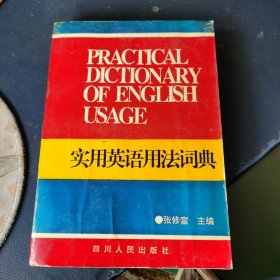 PRACTICAL
DICTIONARY
OF ENGLISH
USAGE
实用英语用法词典
●张修富 主编
四川人民出版社